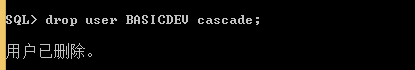 SQL> drop user BASICDEV cascade;
用户已删除。